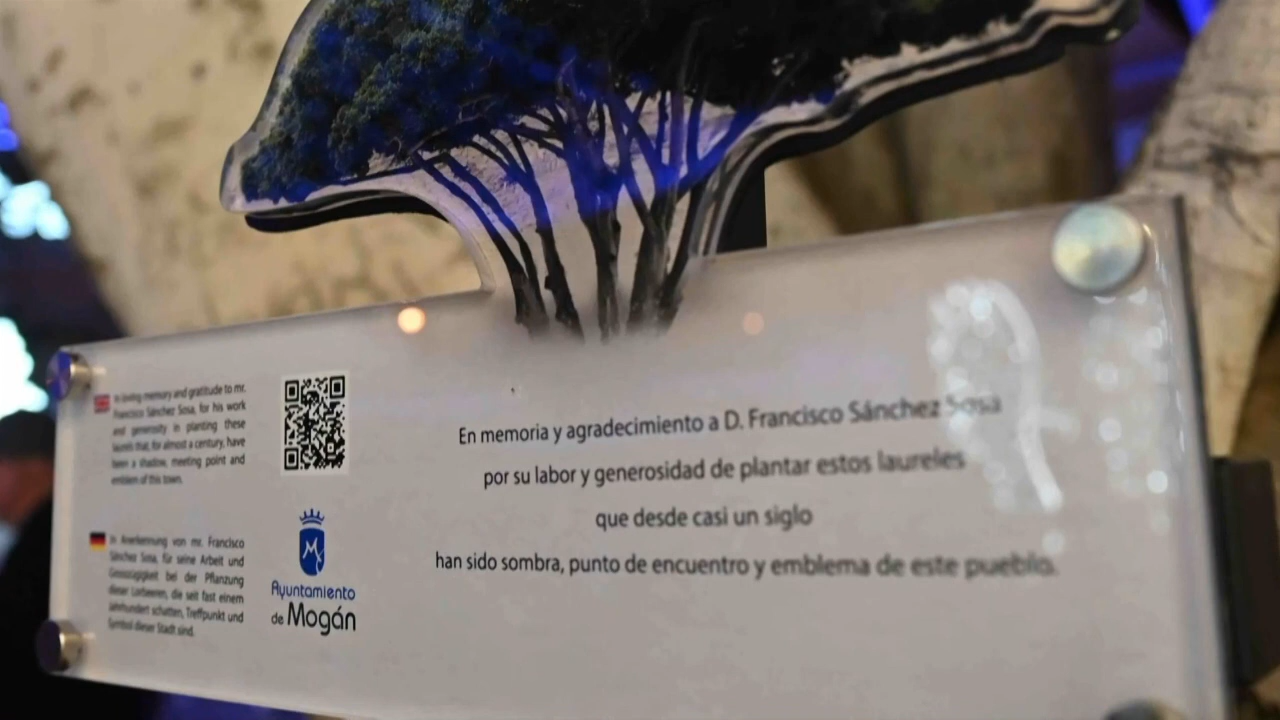 In loving memory and gratitude to mr.
Francisco Sánchez Sosa, for his work
and generosity in planting these
laurels that, for almost a century, have
been a shadow, meeting point and
emblem of this town.
In Anerkennung von mr. Francisco
Sánchez Sosa, für seine Arbeit und
Grosszügigkeit bei der Pflanzung
dieser Lorbeeren, die seit fast einem
Jahrhundert schatten, Treffpunkt und
Symbol dieser Stadt sind.
Ayuntamiento
de Mogán
En memoria y agradecimiento a D. Francisco Sánchez Sosa
por su labor y generosidad de plantar estos laureles
que desde casi un siglo
han sido sombra, punto de encuentro y emblema de este pueblo.